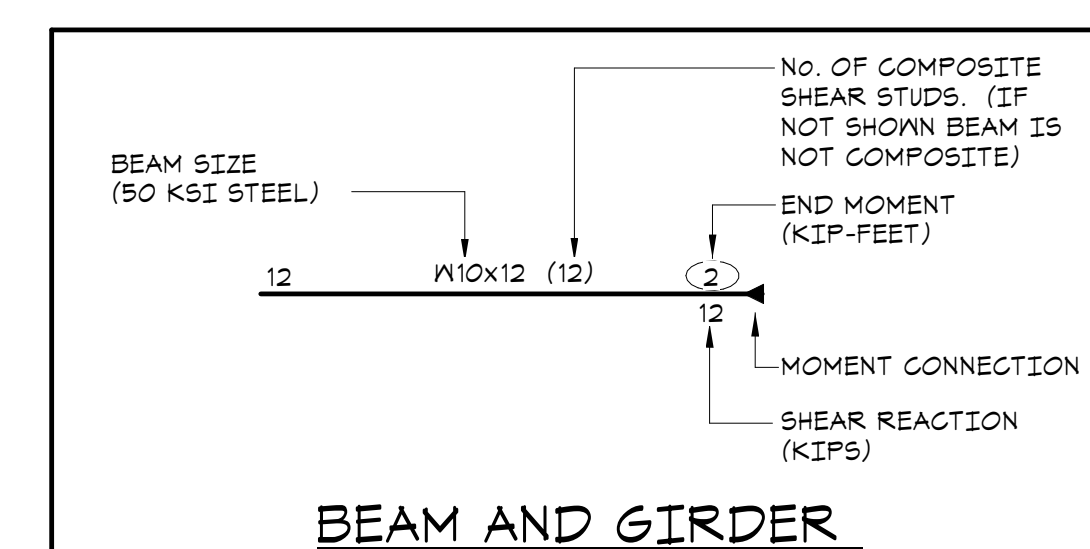 No. OF COMPOSITE
SHEAR STUDS. (IF
NOT SHOWN BEAM IS
NOT COMPOSITE)
BEAM SIZE
(50 KSI STEEL)
END MOMENT
(KIP-FEET)
12 W10x12 (12) 2
12
MOMENT CONNECTION
SHEAR REACTION
(KIPS)
BEAM AND GIRDER